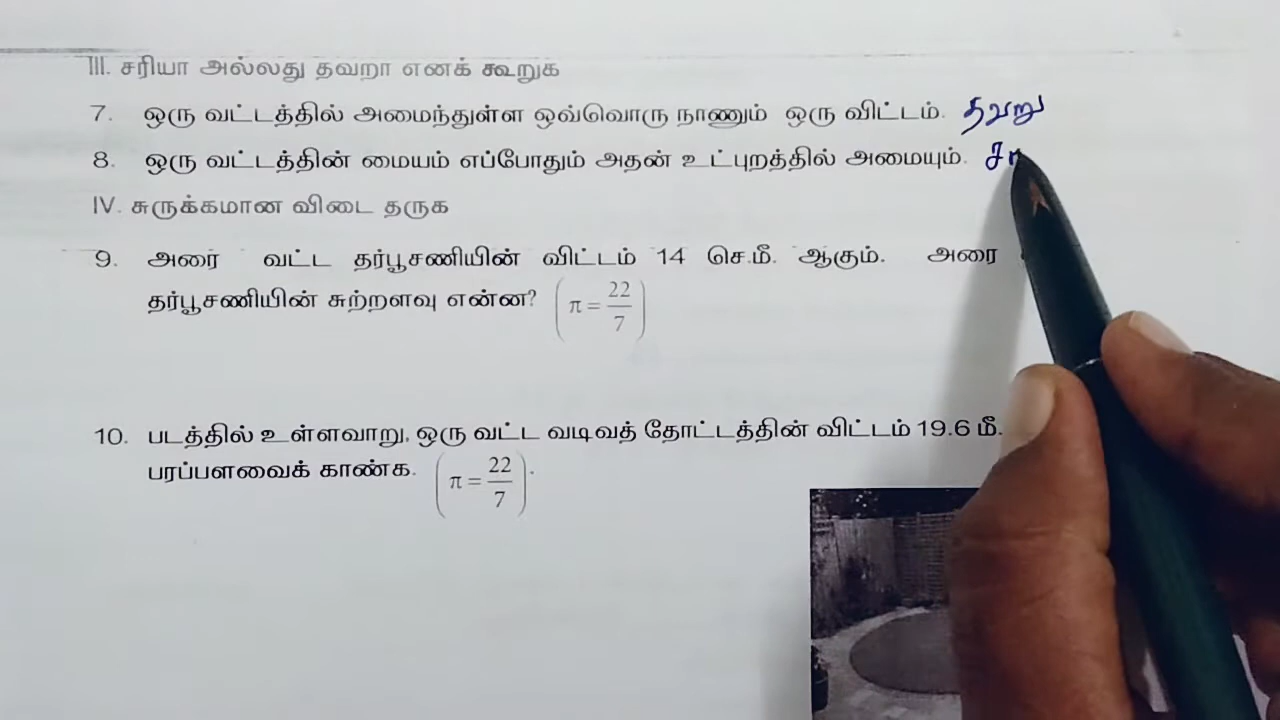 III. சரியா அல்லது தவறா எனக் கூறுக
7. ஒரு வட்டத்தில் அமைந்துள்ள ஒவ்வொரு நாணும் ஒரு விட்டம். தவறு
8. ஒரு வட்டத்தின் மையம் எப்போதும் அதன் உட்புறத்தில் அமையும்.
IV. சுருக்கமான விடை தருக
9. அரை வட்ட தர்பூசணியின் விட்டம் 14 செ.மீ. ஆகும். அரை
தர்பூசணியின் சுற்றளவு என்ன? (π = 22/7)
10. படத்தில் உள்ளவாறு, ஒரு வட்ட வடிவத் தோட்டத்தின் விட்டம் 19.6 மீ.
பரப்பளவைக் காண்க. (π = 22/7).